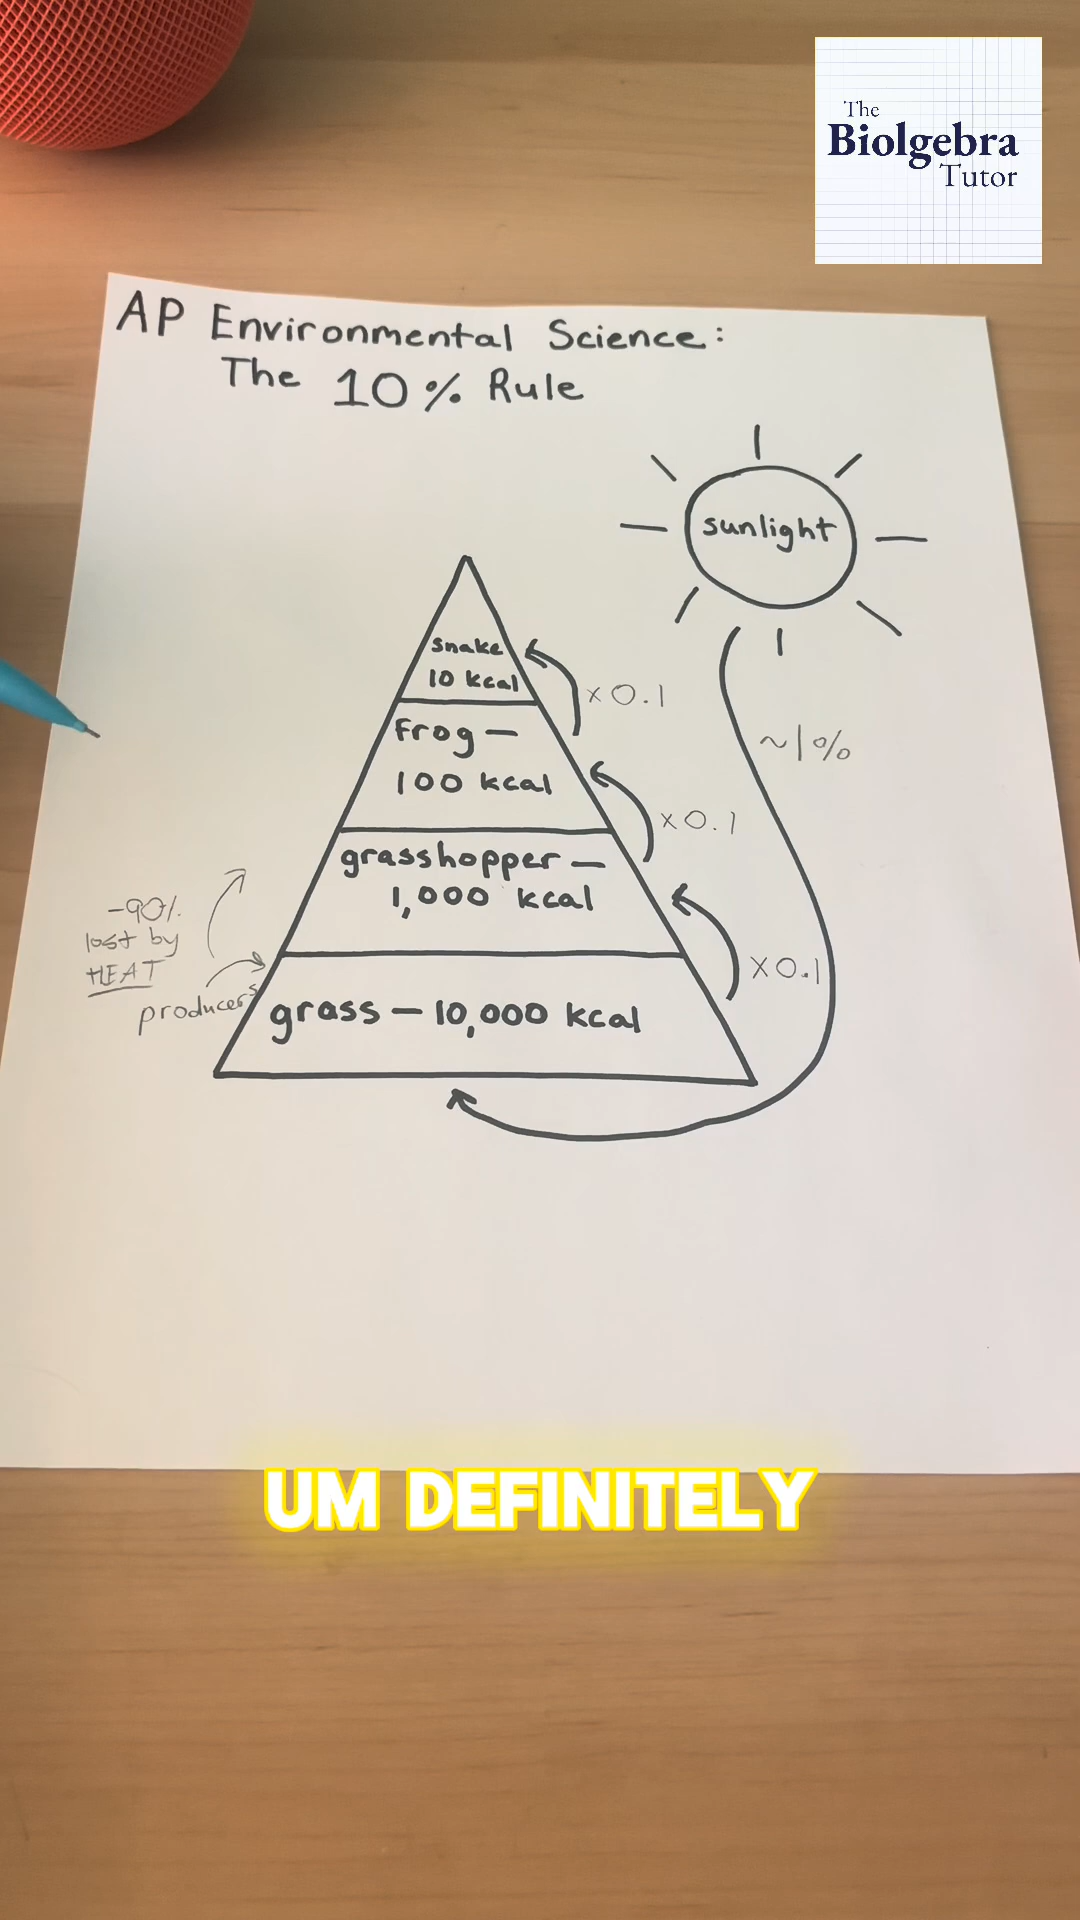 The
Biolgebra
Tutor
AP Environmental Science:
The 10% Rule
sunlight
snake
10 kcal
x0.1
~1%
Frog —
100 kcal
x0.1
grasshopper —
1,000 kcal
-90%
lost by
HEAT
x0.1
producers
grass — 10,000 kcal
UM DEFINITELY